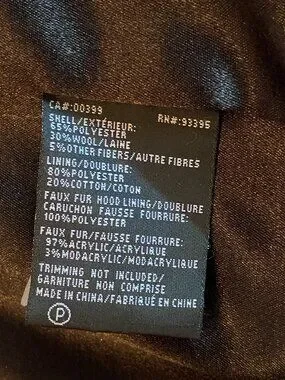 CA#:00399
RN#:93395
SHELL/EXTÉRIEUR:
65%POLYESTER
30%WOOL/LAINE
5%OTHER FIBERS/AUTRE FIBRES
LINING/DOUBLURE:
80%POLYESTER
20%COTTON/COTON
FAUX FUR HOOD LINING/DOUBLURE
CARUCHON FAUSSE FOURRURE:
100%POLYESTER
FAUX FUR/FAUSSE FOURRURE:
97%ACRYLIC/ACRYLIQUE
3%MODACRYLIC/MODACRYLIQUE
TRIMMING NOT INCLUDED/
GARNITURE NON COMPRISE
MADE IN CHINA/FABRIQUÉ EN CHINE
P